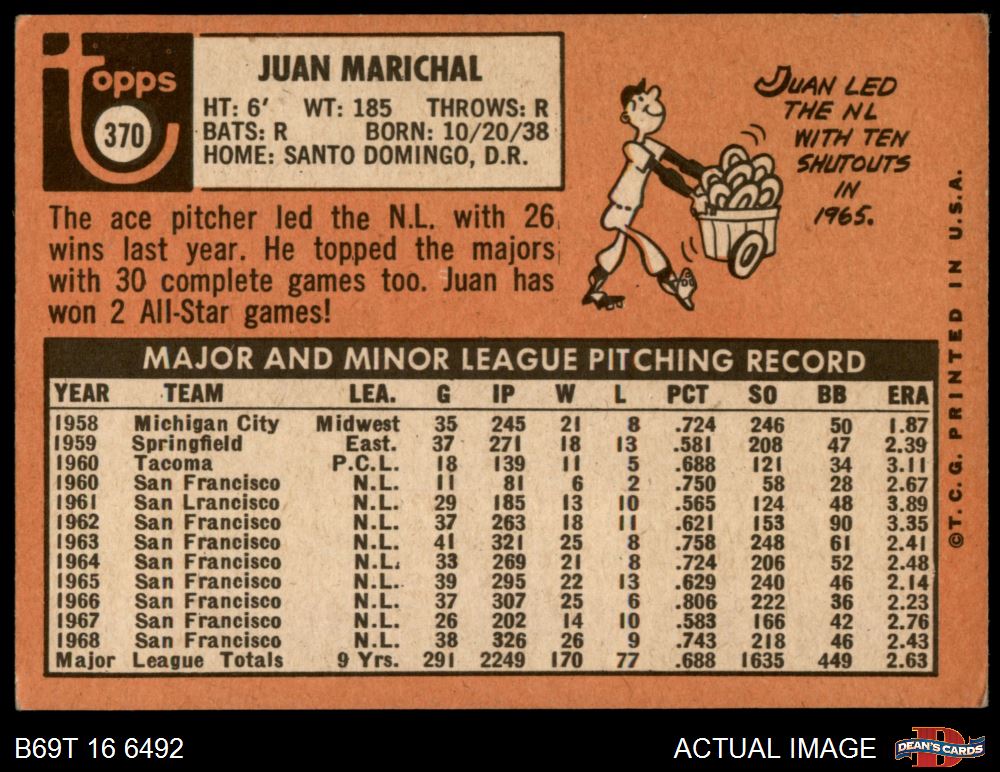 topps
370
JUAN MARICHAL
HT: 6' WT: 185 THROWS: R
BATS: R BORN: 10/20/38
HOME: SANTO DOMINGO, D.R.
JUAN LED
THE NL
WITH TEN
SHUTOUTS
IN
1965.
The ace pitcher led the N.L. with 26
wins last year. He topped the majors
with 30 complete games too. Juan has
won 2 All-Star games!
MAJOR AND MINOR LEAGUE PITCHING RECORD
YEAR TEAM LEA. G IP W L PCT SO BB ERA
1958 Michigan City Midwest 35 245 21 8 .724 246 50 1.87
1959 Springfield East. 37 271 18 13 .581 208 47 2.39
1960 Tacoma P.C.L. 18 139 11 5 .688 121 34 3.11
1960 San Francisco N.L. 11 81 6 2 .750 58 28 2.67
1961 San Lrancisco N.L. 29 185 13 10 .565 124 48 3.89
1962 San Francisco N.L. 37 263 18 11 .621 153 90 3.35
1963 San Francisco N.L. 41 321 25 8 .758 248 61 2.41
1964 San Francisco N.L. 33 269 21 8 .724 206 52 2.48
1965 San Francisco N.L. 39 295 22 13 .629 240 46 2.14
1966 San Francisco N.L. 37 307 25 6 .806 222 36 2.23
1967 San Francisco N.L. 26 202 14 10 .583 166 42 2.76
1968 San Francisco N.L. 38 326 26 9 .743 218 46 2.43
Major League Totals 9 Yrs. 291 2249 170 77 .688 1635 449 2.63
©T. C. G. PRINTED IN U.S.A.
B69T 16 6492
ACTUAL IMAGE
DEAN'S CARDS